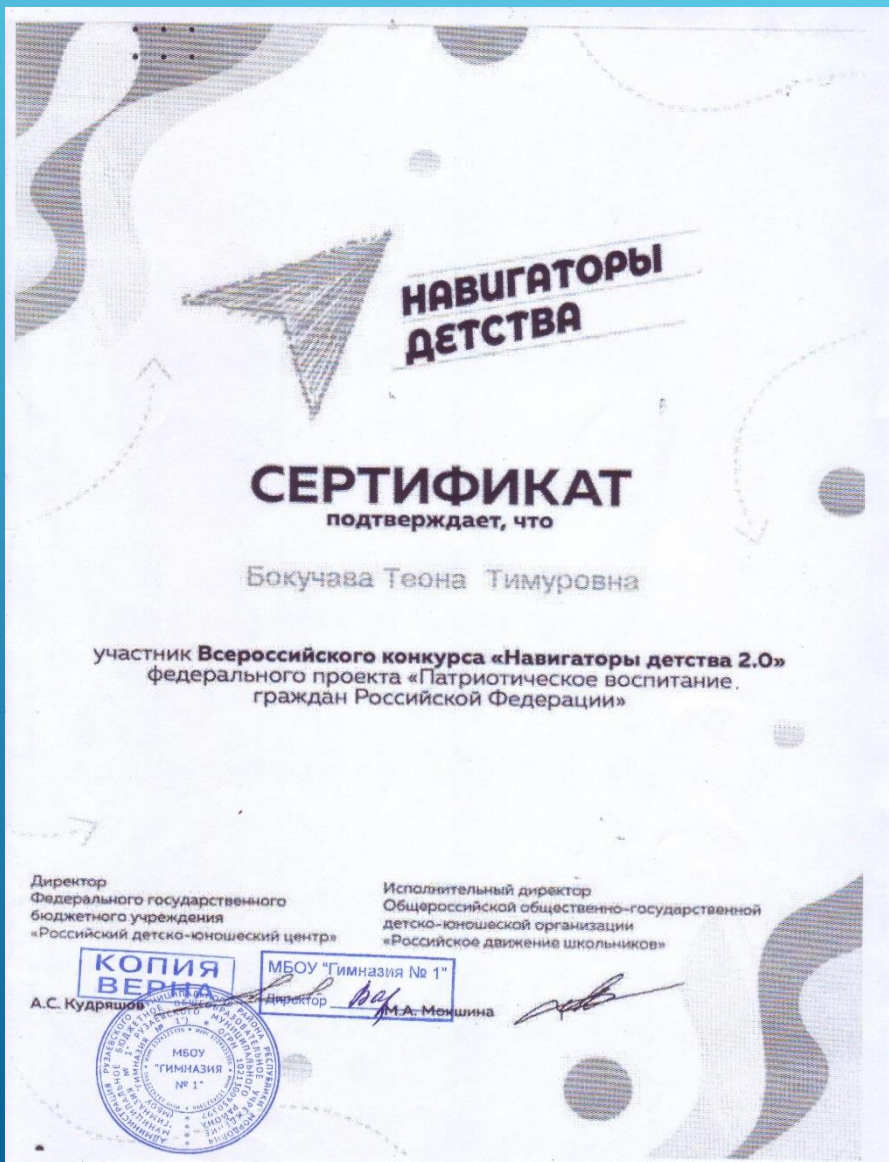 НАВИГАТОРЫ
ДЕТСТВА
СЕРТИФИКАТ
подтверждает, что
Бокучава Теона Тимуровна
участник Всероссийского конкурса «Навигаторы детства 2.0»
федерального проекта «Патриотическое воспитание
граждан Российской Федерации»
Директор
Федерального государственного
бюджетного учреждения
«Российский детско-юношеский центр»
Исполнительный директор
Общероссийской общественно-государственной
детско-юношеской организации
«Российское движение школьников»
КОПИЯ
ВЕРНА
МБОУ "Гимназия № 1"
Директор
А.С. Кудряшов
М.А. Мокшина
МБОУ
"ГИМНАЗИЯ
№ 1"